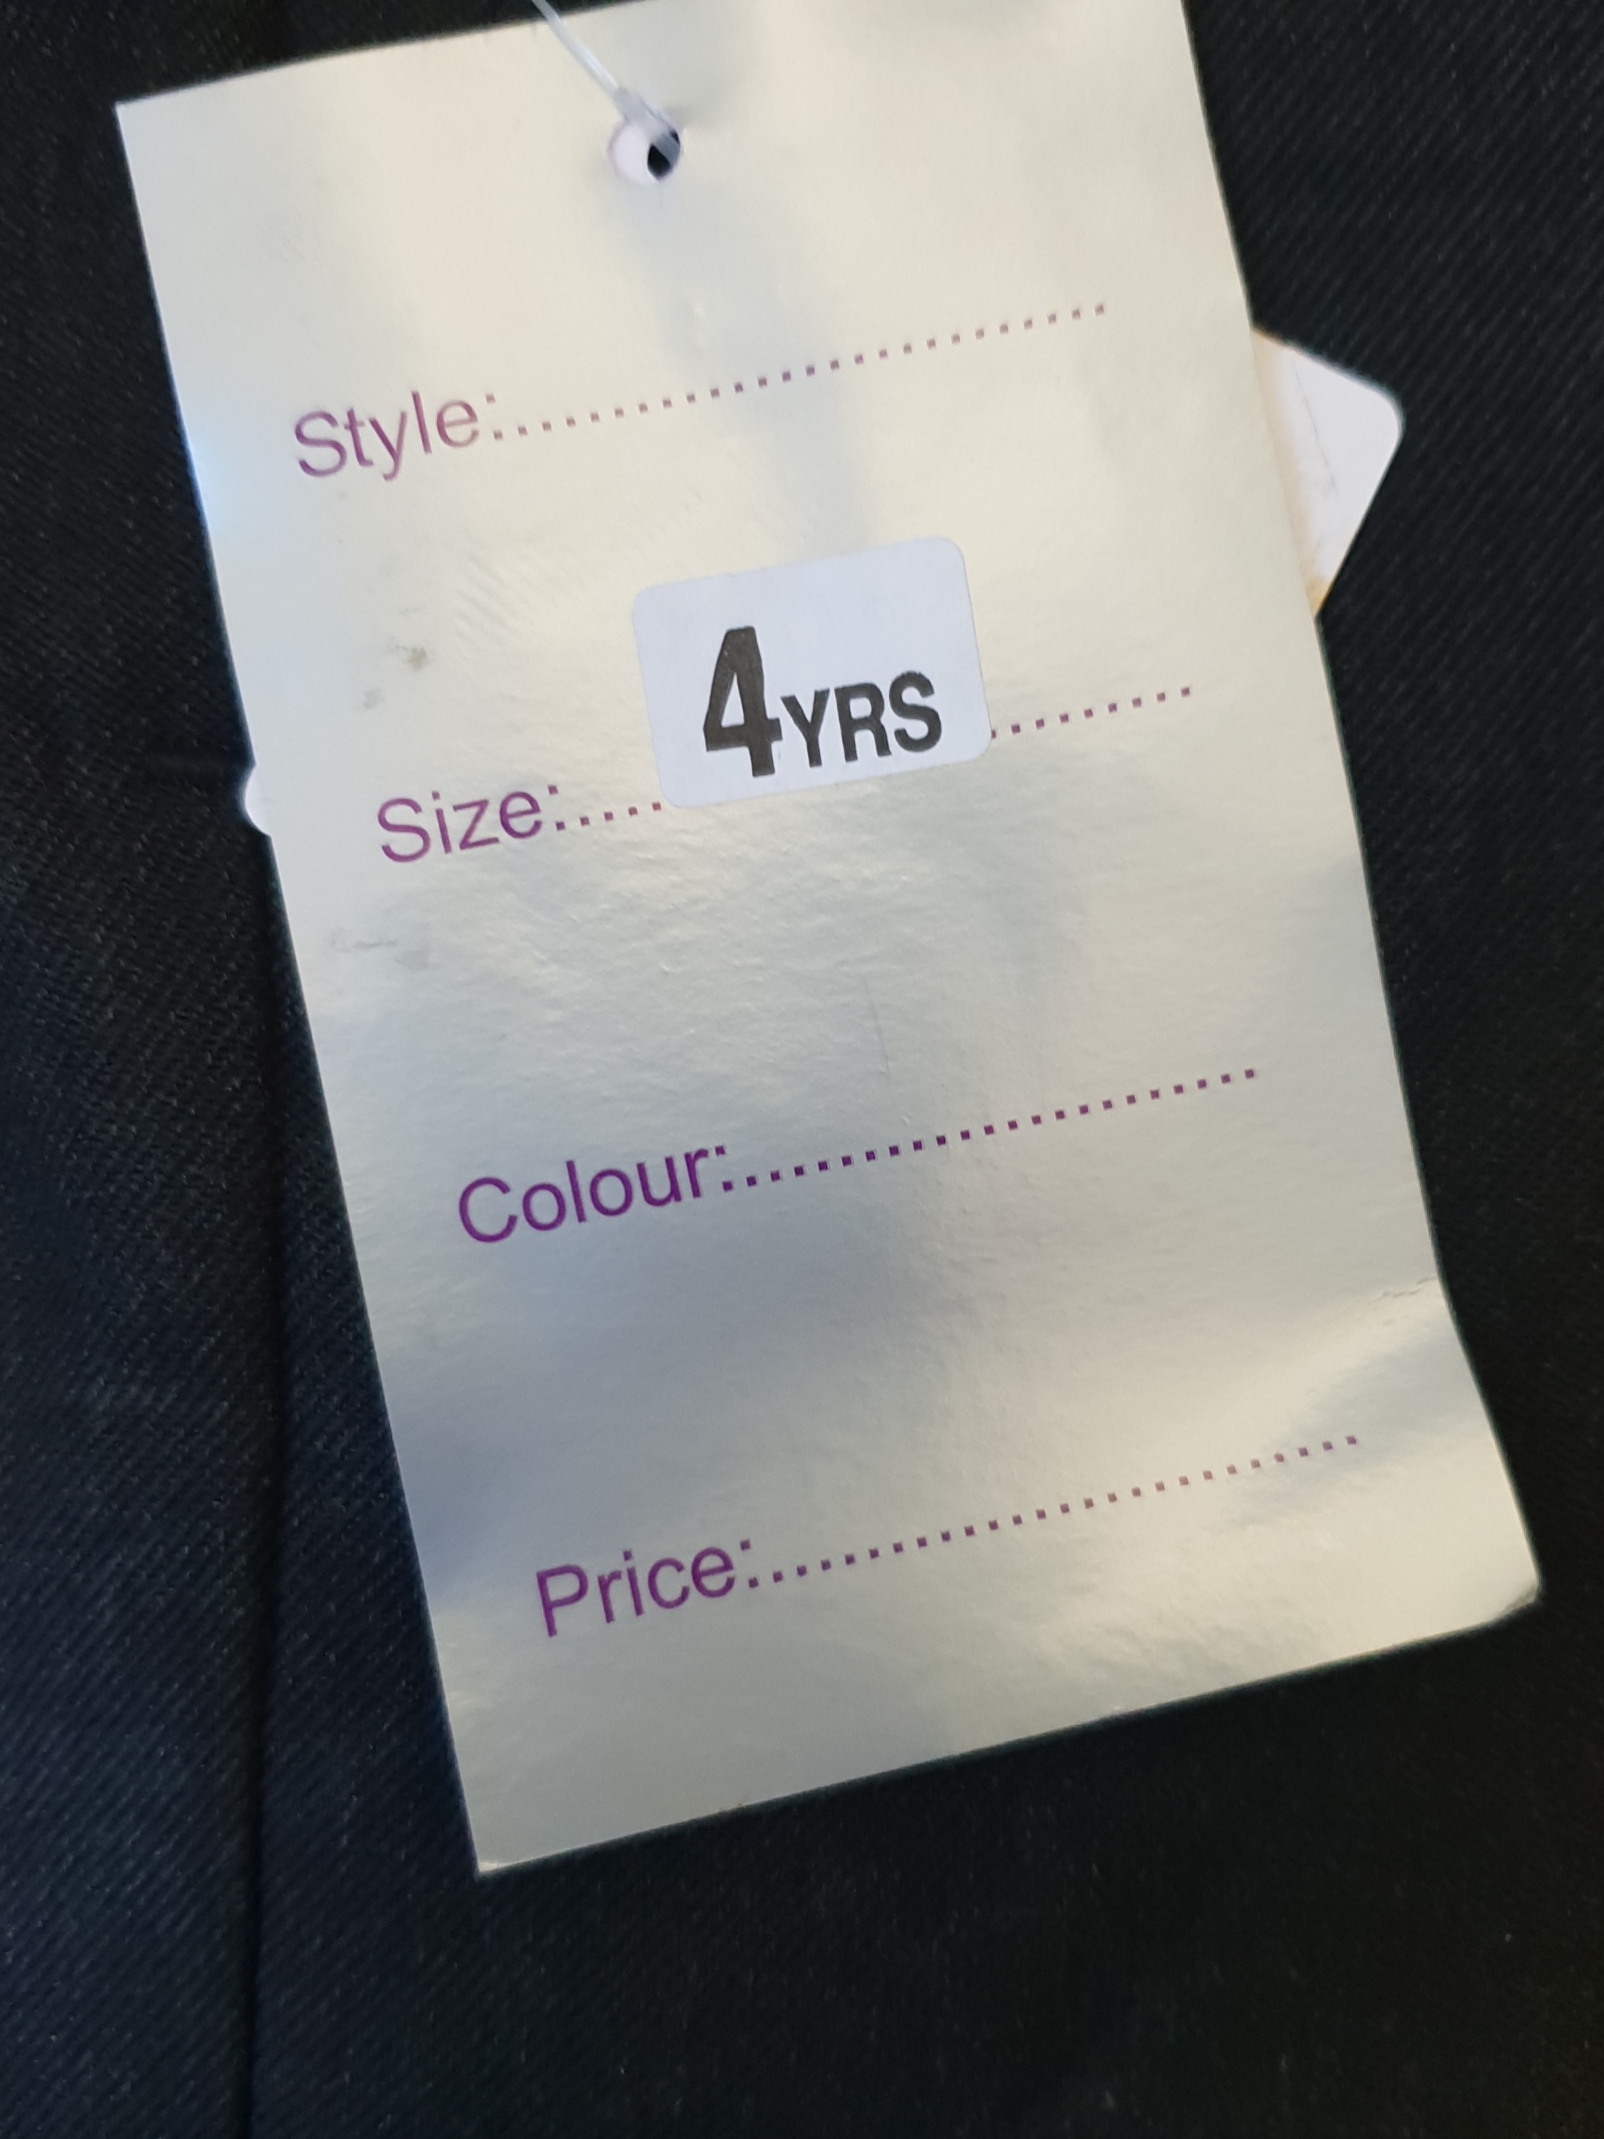 Style:..........................
Size:.... 4YRS .........
Colour:.......................
Price:..........................